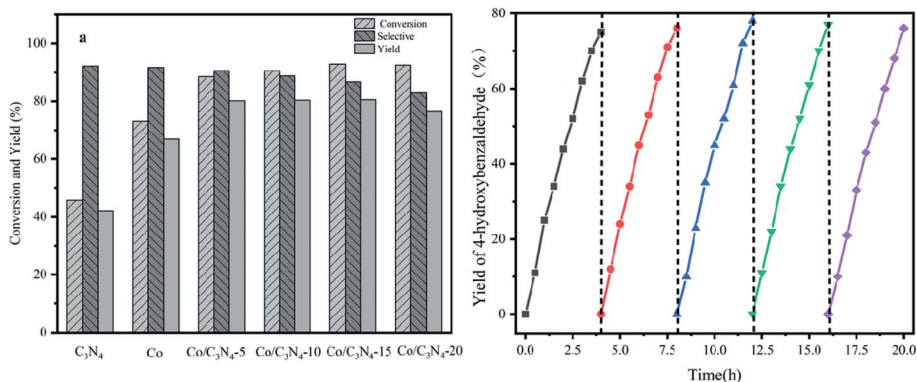 a
Conversion
Selective
Yield
Conversion and Yield (%)
100
80
60
40
20
0
C₃N₄
Co
Co/C₃N₄-5
Co/C₃N₄-10
Co/C₃N₄-15
Co/C₃N₄-20
Yield of 4-hydroxybenzaldehyde (%)
80
60
40
20
0
0.0
2.5
5.0
7.5
10.0
12.5
15.0
17.5
20.0
Time(h)